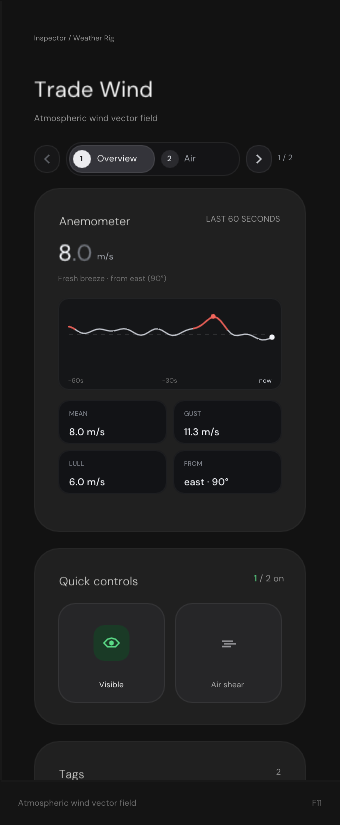 Inspector / Weather Rig
Trade Wind
Atmospheric wind vector field
1 Overview 2 Air 1 / 2
Anemometer LAST 60 SECONDS
8.0 m/s
Fresh breeze · from east (90°)
-60s -30s now
MEAN GUST
8.0 m/s 11.3 m/s
LULL FROM
6.0 m/s east · 90°
Quick controls 1 / 2 on
Visible Air shear
Tags 2
Atmospheric wind vector field F11